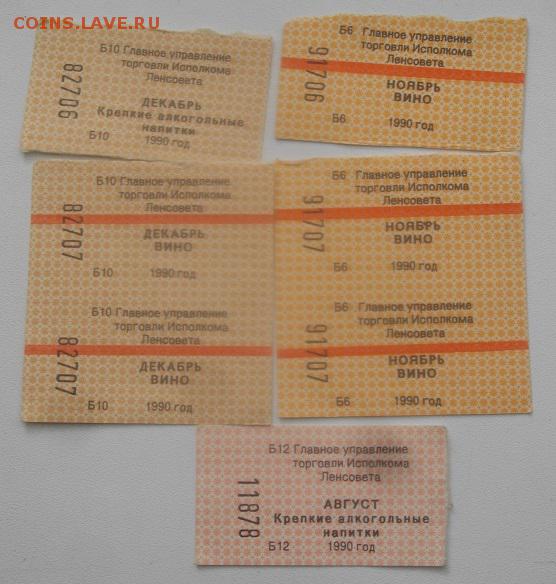 COINS.LAVE.RU
82706
Б10 Главное управление
торговли Исполкома
Ленсовета
ДЕКАБРЬ
Крепкие алкогольные
напитки
Б10 1990 год
91706
Б6 Главное управление
торговли Исполкома
Ленсовета
НОЯБРЬ
ВИНО
Б6 1990 год
82707
Б10 Главное управление
торговли Исполкома
Ленсовета
ДЕКАБРЬ
ВИНО
Б10 1990 год
91707
Б6 Главное управление
торговли Исполкома
Ленсовета
НОЯБРЬ
ВИНО
Б6 1990 год
82707
Б10 Главное управление
торговли Исполкома
Ленсовета
ДЕКАБРЬ
ВИНО
Б10 1990 год
91707
Б6 Главное управление
торговли Исполкома
Ленсовета
НОЯБРЬ
ВИНО
Б6 1990 год
11878
Б12 Главное управление
торговли Исполкома
Ленсовета
АВГУСТ
Крепкие алкогольные
напитки
Б12 1990 год